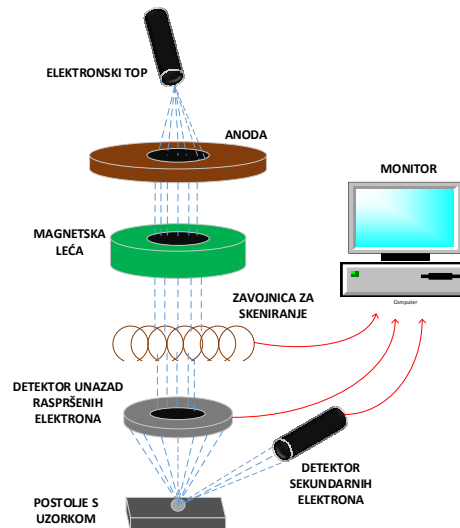 ELEKTRONSKI TOP
ANODA
MONITOR
MAGNETSKA
LEĆA
Computer
ZAVOJNICA ZA
SKENIRANJE
DETEKTOR UNAZAD
RASPRŠENIH
ELEKTRONA
DETEKTOR
SEKUNDARNIH
ELEKTRONA
POSTOLJE S
UZORKOM